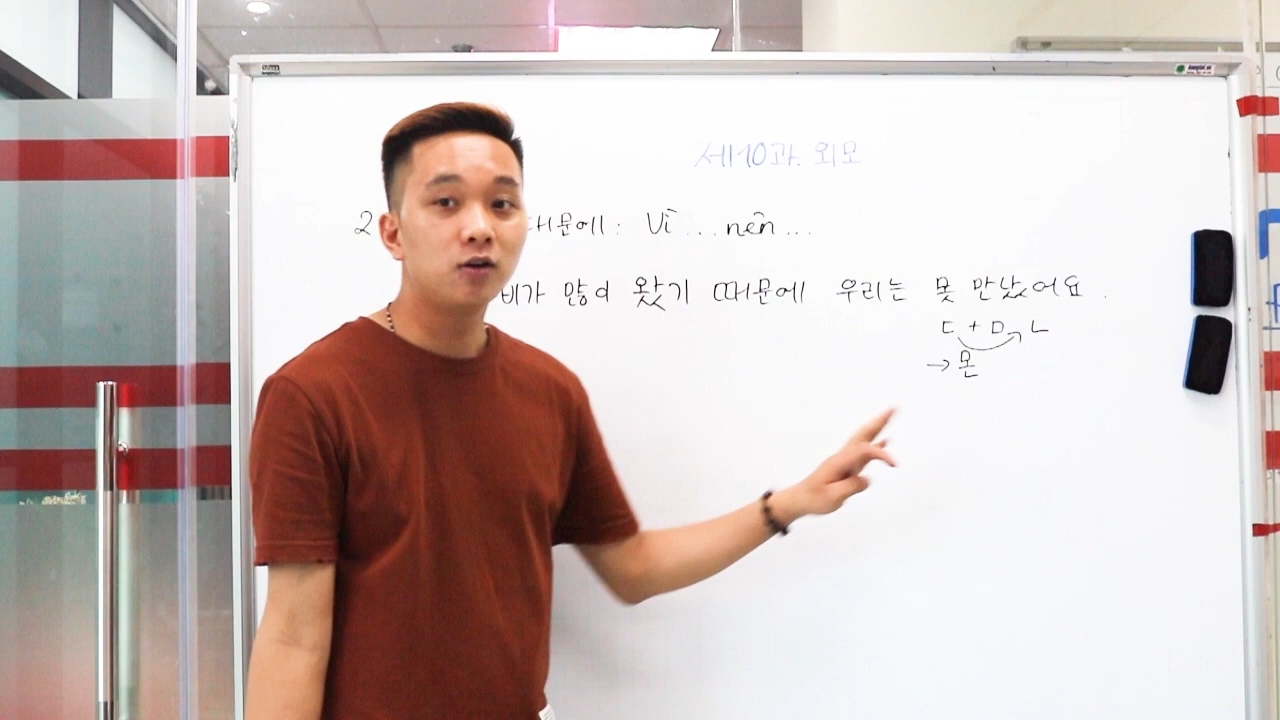 제10과. 외모
2 때문에: Vì ... nên ...
비가 많이 왔기 때문에 우리는 못 만났어요.
ㄷ + ㅁ ㄴ
→ 몬